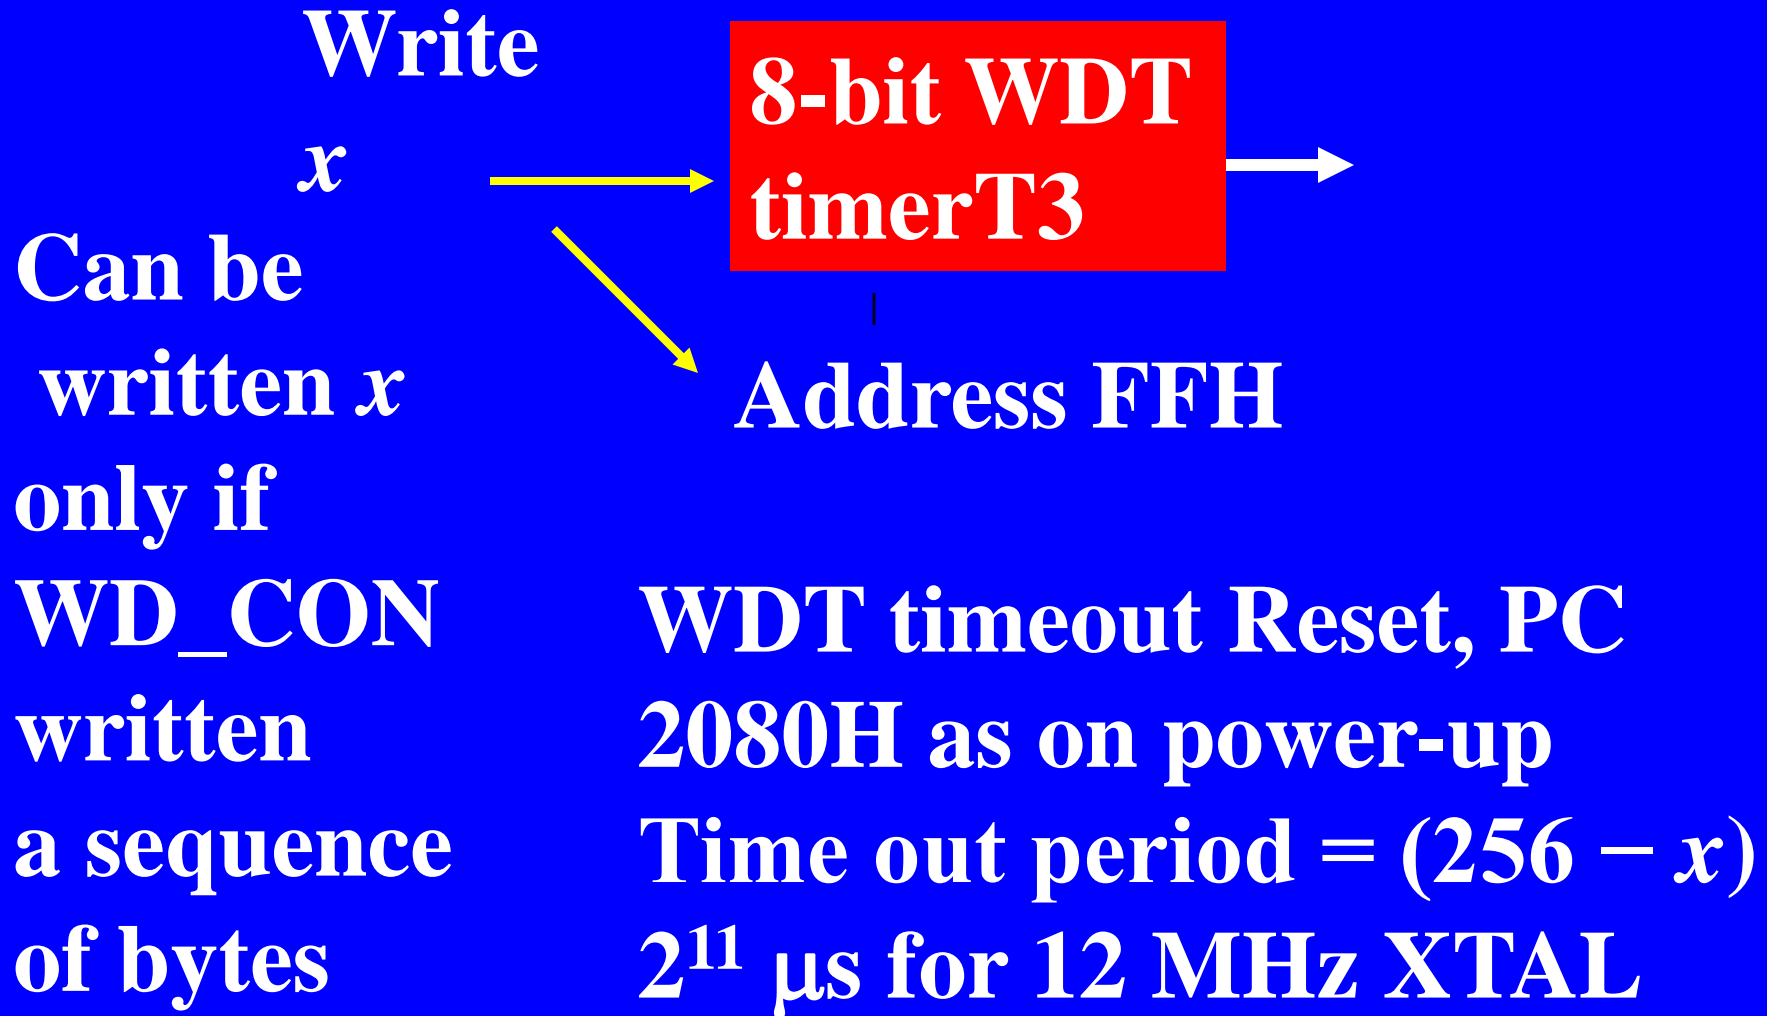 Write
x
8-bit WDT
timerT3
Can be
written x
only if
WD_CON
written
a sequence
of bytes
Address FFH
WDT timeout Reset, PC
2080H as on power-up
Time out period = (256 − x)
2¹¹ μs for 12 MHz XTAL